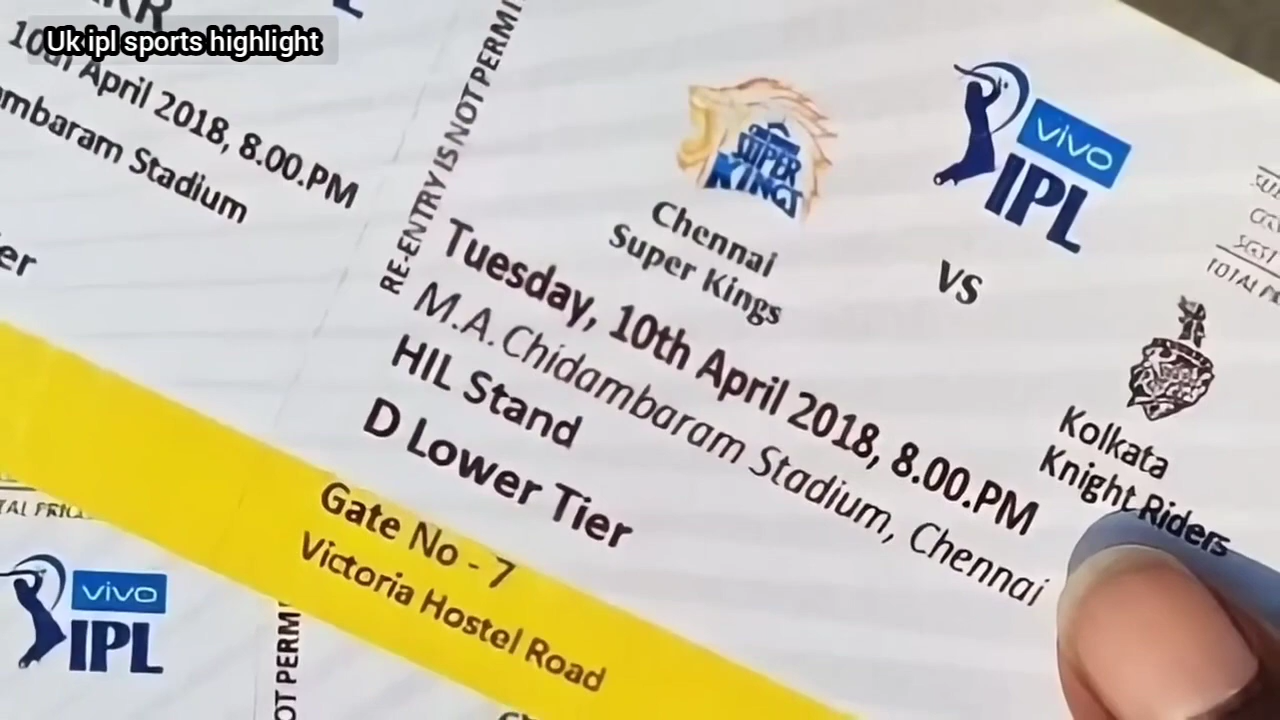 Uk ipl sports highlight
10th April 2018, 8.00.PM
Stadium
RE-ENTRY IS NOT
SUPER
KINGS
Chennai
Super Kings
vivo
IPL
VS
Kolkata
Knight Riders
Tuesday, 10th April 2018, 8.00.PM
M.A. Chidambaram Stadium, Chennai
HIL Stand
D Lower Tier
Gate No - 7
Victoria Hostel Road
vivo
IPL